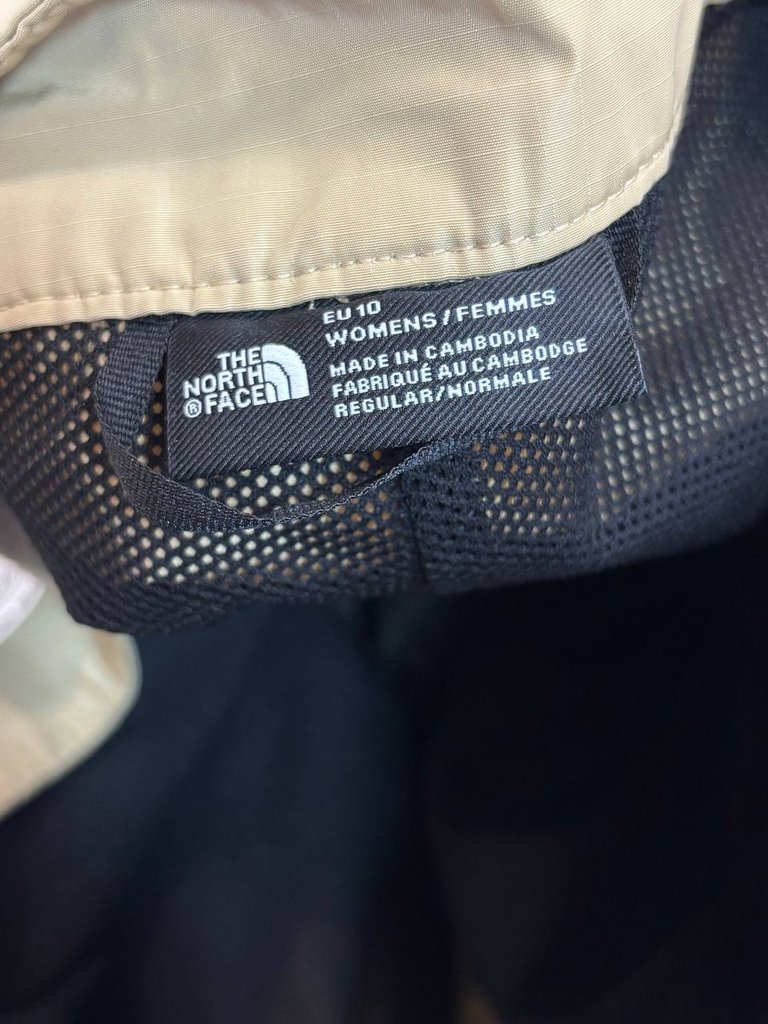 THE
NORTH
FACE
®
EU 10
WOMENS / FEMMES
MADE IN CAMBODIA
FABRIQUÉ AU CAMBODGE
REGULAR/NORMALE